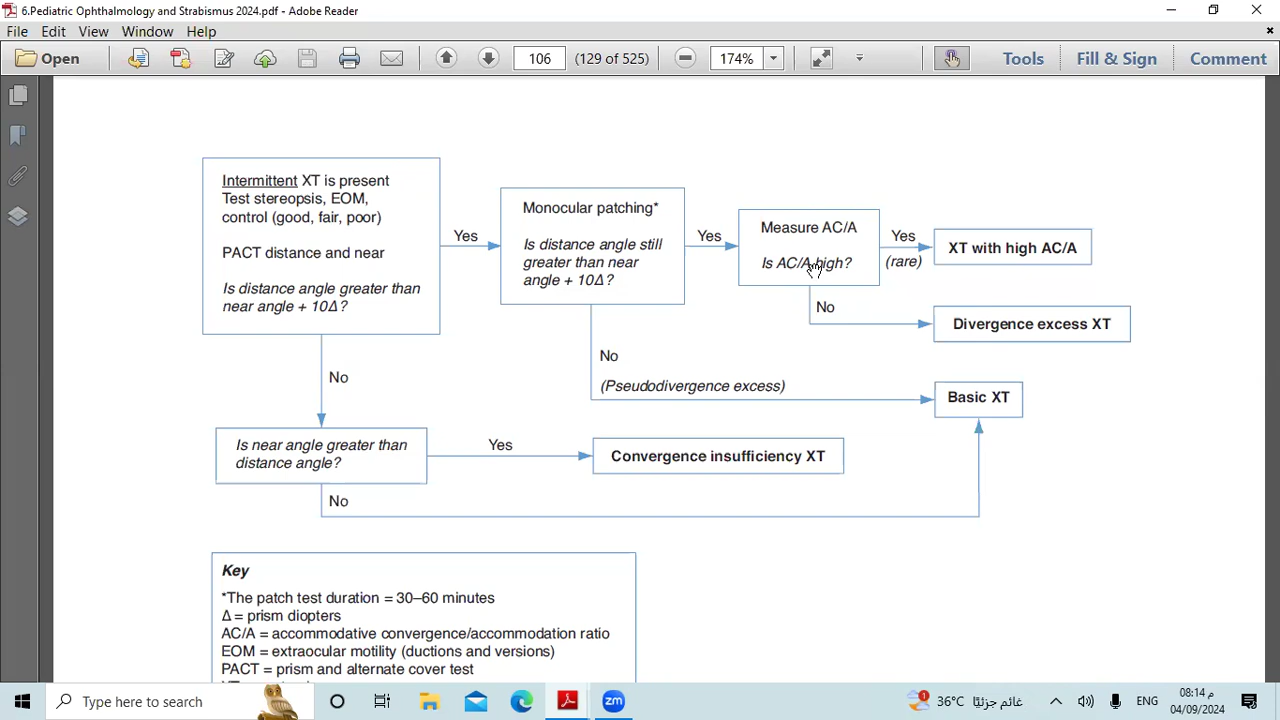 6.Pediatric Ophthalmology and Strabismus 2024.pdf - Adobe Reader
File Edit View Window Help
Open 106 (129 of 525) 174% Tools Fill & Sign Comment
Intermittent XT is present
Test stereopsis, EOM,
control (good, fair, poor)
PACT distance and near
Is distance angle greater than
near angle + 10Δ?
Yes
Monocular patching*
Is distance angle still
greater than near
angle + 10Δ?
Yes
Measure AC/A
Is AC/A high?
Yes
(rare)
XT with high AC/A
No
Divergence excess XT
No
(Pseudodivergence excess)
Basic XT
No
Is near angle greater than
distance angle?
Yes
Convergence insufficiency XT
No
Key
*The patch test duration = 30–60 minutes
Δ = prism diopters
AC/A = accommodative convergence/accommodation ratio
EOM = extraocular motility (ductions and versions)
PACT = prism and alternate cover test
Type here to search
zm
1
36°C غائم جزئيًا
ENG
08:14 م
04/09/2024